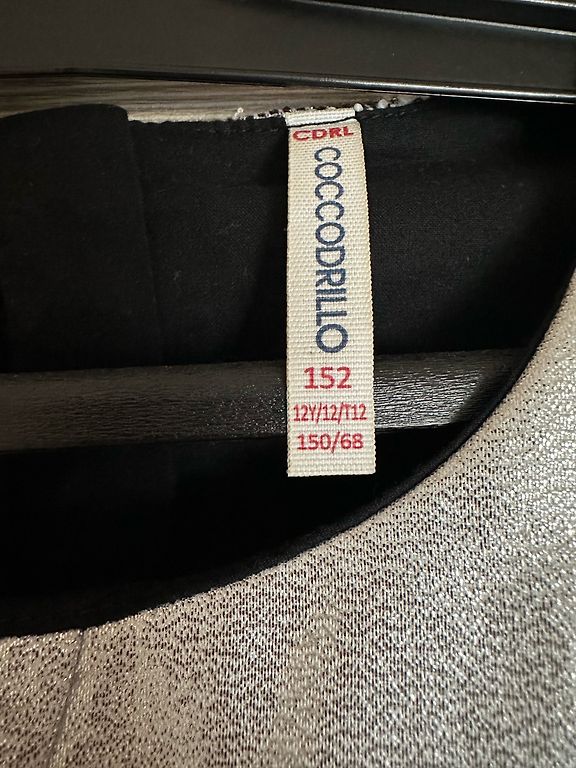 CDRL
COCCODRILLO
152
12Y/12/T12
150/68